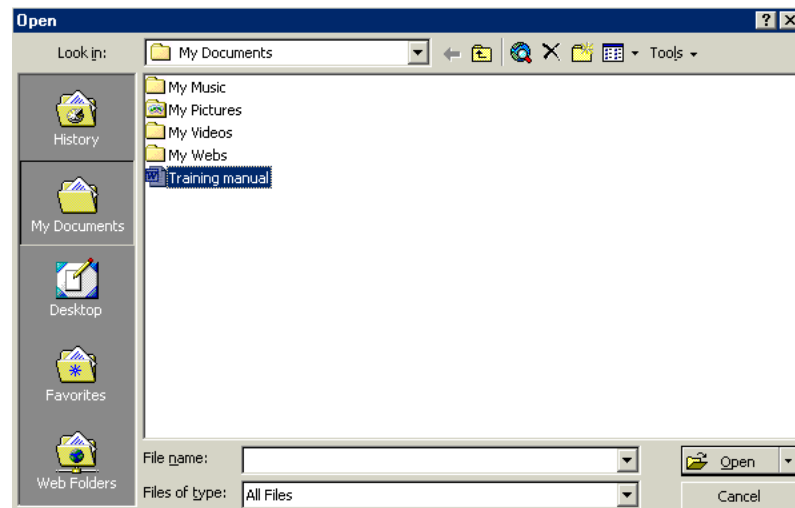 Open
Look in: My Documents Tools
History
My Documents
Desktop
Favorites
Web Folders
My Music
My Pictures
My Videos
My Webs
Training manual
File name: Open
Files of type: All Files Cancel